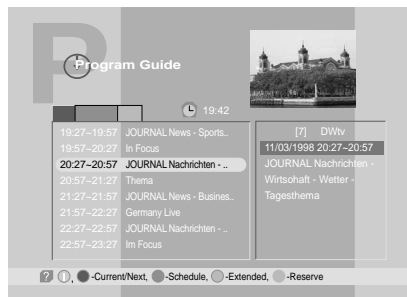 P
Program Guide
19:42
19:27~19:57 JOURNAL News - Sports..
19:57~20:27 In Focus
20:27~20:57 JOURNAL Nachrichten - ..
20:57~21:27 Thema
21:27~21:57 JOURNAL News - Busines..
21:57~22:27 Germany Live
22:27~22:57 JOURNAL Nachrichten - ..
22:57~23:27 Im Focus
[7] DWtv
11/03/1998 20:27~20:57
JOURNAL Nachrichten -
Wirtsohaft - Wetter -
Tagesthema
? i, -Current/Next, -Schedule, -Extended, -Reserve